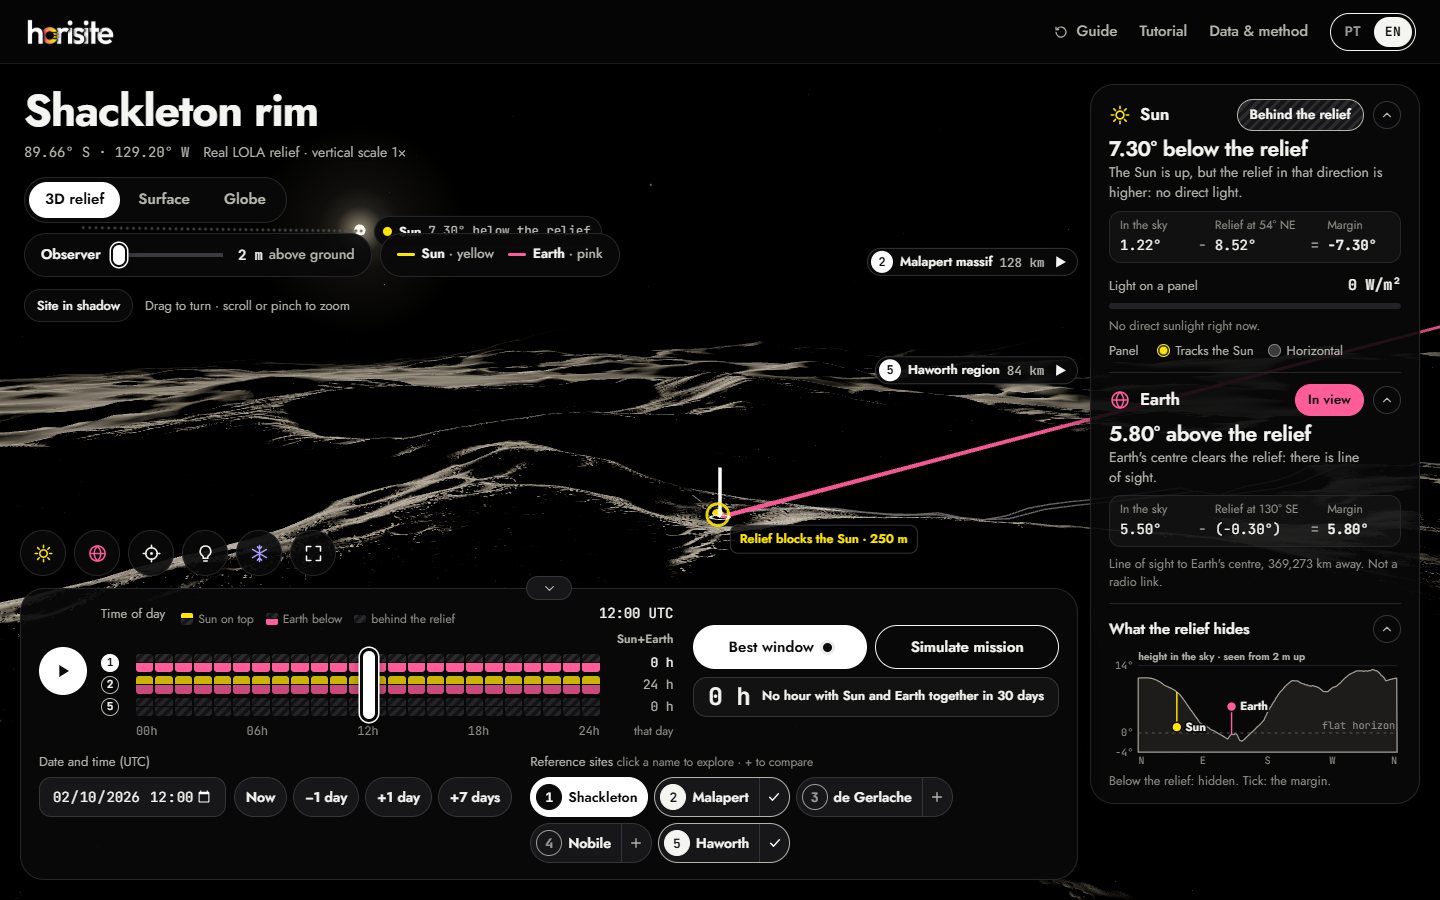 horisite
Guide Tutorial Data & method PT EN
Shackleton rim
89.66° S · 129.20° W Real LOLA relief · vertical scale 1×
3D relief Surface Globe
Sun 7.30° below the relief
Observer 2 m above ground
Sun · yellow Earth · pink
Site in shadow Drag to turn · scroll or pinch to zoom
2 Malapert massif 128 km
5 Haworth region 84 km
Relief blocks the Sun · 250 m
Sun Behind the relief
7.30° below the relief
The Sun is up, but the relief in that direction is
higher: no direct light.
In the sky Relief at 54° NE Margin
1.22° - 8.52° = -7.30°
Light on a panel 0 W/m²
No direct sunlight right now.
Panel Tracks the Sun Horizontal
Earth In view
5.80° above the relief
Earth's centre clears the relief: there is line
of sight.
In the sky Relief at 130° SE Margin
5.50° - (-0.30°) = 5.80°
Line of sight to Earth's centre, 369,273 km away. Not a
radio link.
What the relief hides
height in the sky · seen from 2 m up
14°
Earth
Sun
flat horizon
0°
-4°
N E S W N
Below the relief: hidden. Tick: the margin.
Time of day Sun on top Earth below behind the relief 12:00 UTC
Sun+Earth
1 0 h
2 24 h
5 0 h
00h 06h 12h 18h 24h that day
Best window Simulate mission
0 h No hour with Sun and Earth together in 30 days
Date and time (UTC)
02/10/2026 12:00 Now −1 day +1 day +7 days
Reference sites click a name to explore · + to compare
1 Shackleton 2 Malapert 3 de Gerlache +
4 Nobile + 5 Haworth